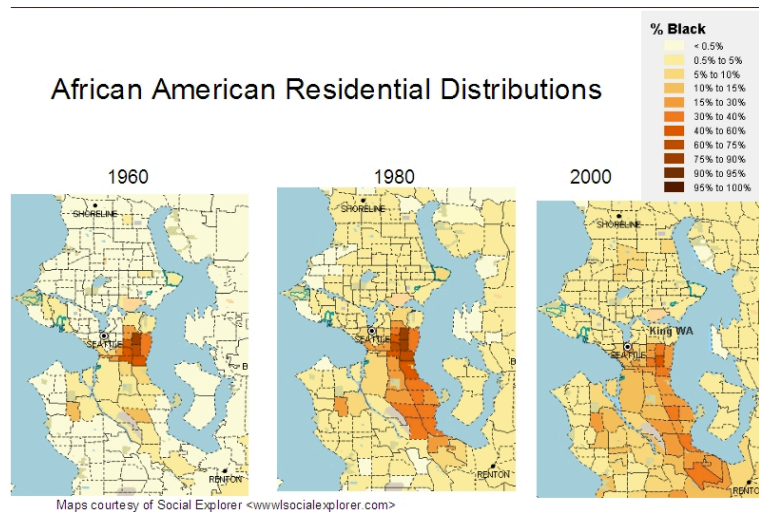 % Black
< 0.5%
0.5% to 5%
5% to 10%
10% to 15%
15% to 30%
30% to 40%
40% to 60%
60% to 75%
75% to 90%
90% to 95%
95% to 100%
African American Residential Distributions
1960
1980
2000
SHORELINE
SEATTLE
B
RENTON
SHORELINE
SEATTLE
B
RENTON
SHORELINE
King WA
SEATTLE
RENTO
Maps courtesy of Social Explorer <wwwlsocialexplorer.com>